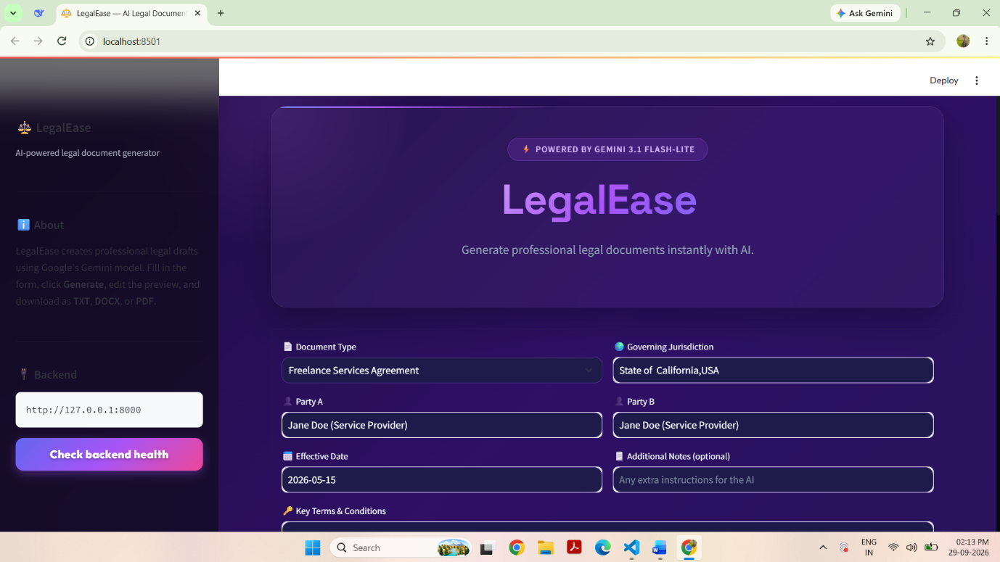 LegalEase — AI Legal Document
Ask Gemini
localhost:8501
Deploy
LegalEase
AI-powered legal document generator
About
LegalEase creates professional legal drafts
using Google's Gemini model. Fill in the
form, click Generate, edit the preview, and
download as TXT, DOCX, or PDF.
Backend
http://127.0.0.1:8000
Check backend health
POWERED BY GEMINI 3.1 FLASH-LITE
LegalEase
Generate professional legal documents instantly with AI.
Document Type
Governing Jurisdiction
Freelance Services Agreement
State of  California,USA
Party A
Party B
Jane Doe (Service Provider)
Jane Doe (Service Provider)
Effective Date
Additional Notes (optional)
2026-05-15
Any extra instructions for the AI
Key Terms & Conditions
Search
ENG
IN
02:13 PM
29-09-2026